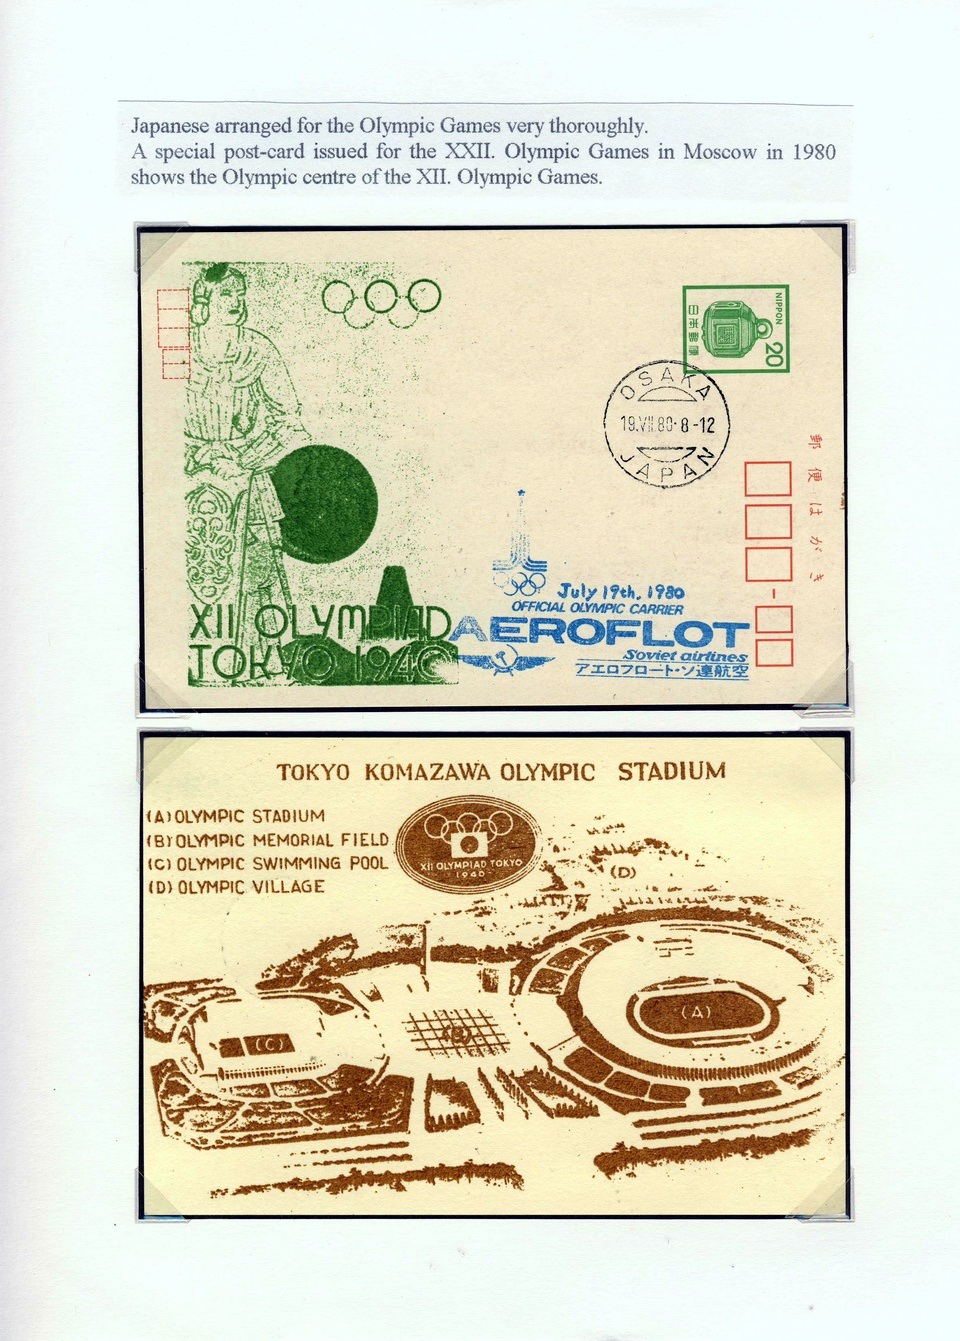 Japanese arranged for the Olympic Games very thoroughly.
A special post-card issued for the XXII. Olympic Games in Moscow in 1980
shows the Olympic centre of the XII. Olympic Games.
NIPPON
20
日本郵便
OSAKA
19.VII.80·8-12
JAPAN
郵便はがき
XII OLYMPIAD
TOKYO 1940
July 19th, 1980
OFFICIAL OLYMPIC CARRIER
AEROFLOT
Soviet airlines
アエロフロート・ソ連航空
TOKYO KOMAZAWA OLYMPIC STADIUM
(A) OLYMPIC STADIUM
(B) OLYMPIC MEMORIAL FIELD
(C) OLYMPIC SWIMMING POOL
(D) OLYMPIC VILLAGE
XII OLYMPIAD TOKYO
1940
(D)
(A)
(B)
(C)